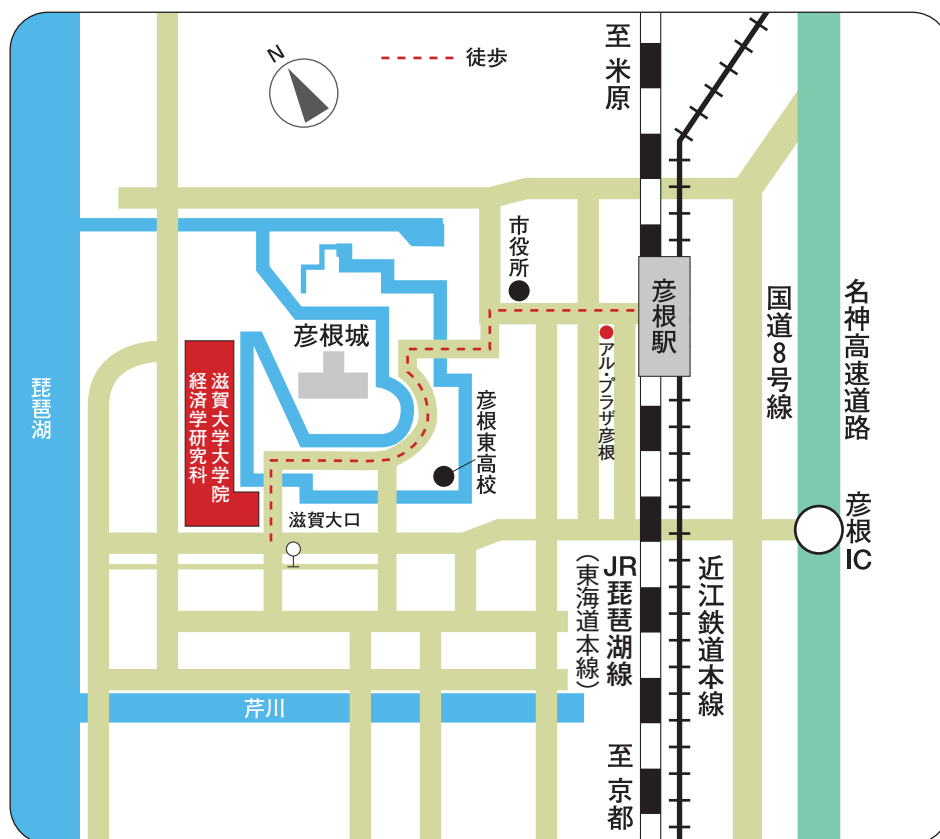 N
徒歩
至米原
市役所
彦根駅
国道8号線
名神高速道路
彦根城
アル・プラザ彦根
琵琶湖
滋賀大学大学院
経済学研究科
彦根東高校
滋賀大口
彦根
IC
JR琵琶湖線
(東海道本線)
近江鉄道本線
芹川
至京都